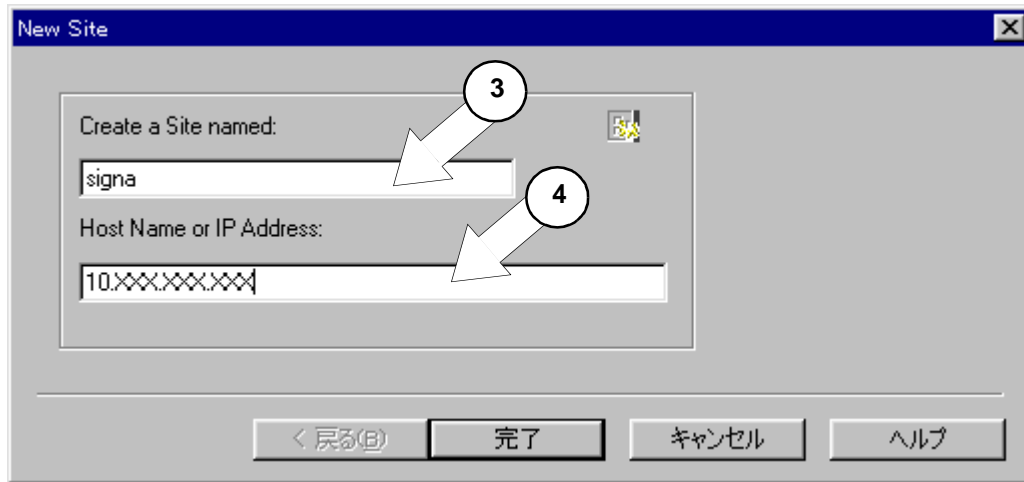 New Site
3
Create a Site named:
signa
4
Host Name or IP Address:
10.XXX.XXX.XXX
< 戻る(B)
完了
キャンセル
ヘルプ